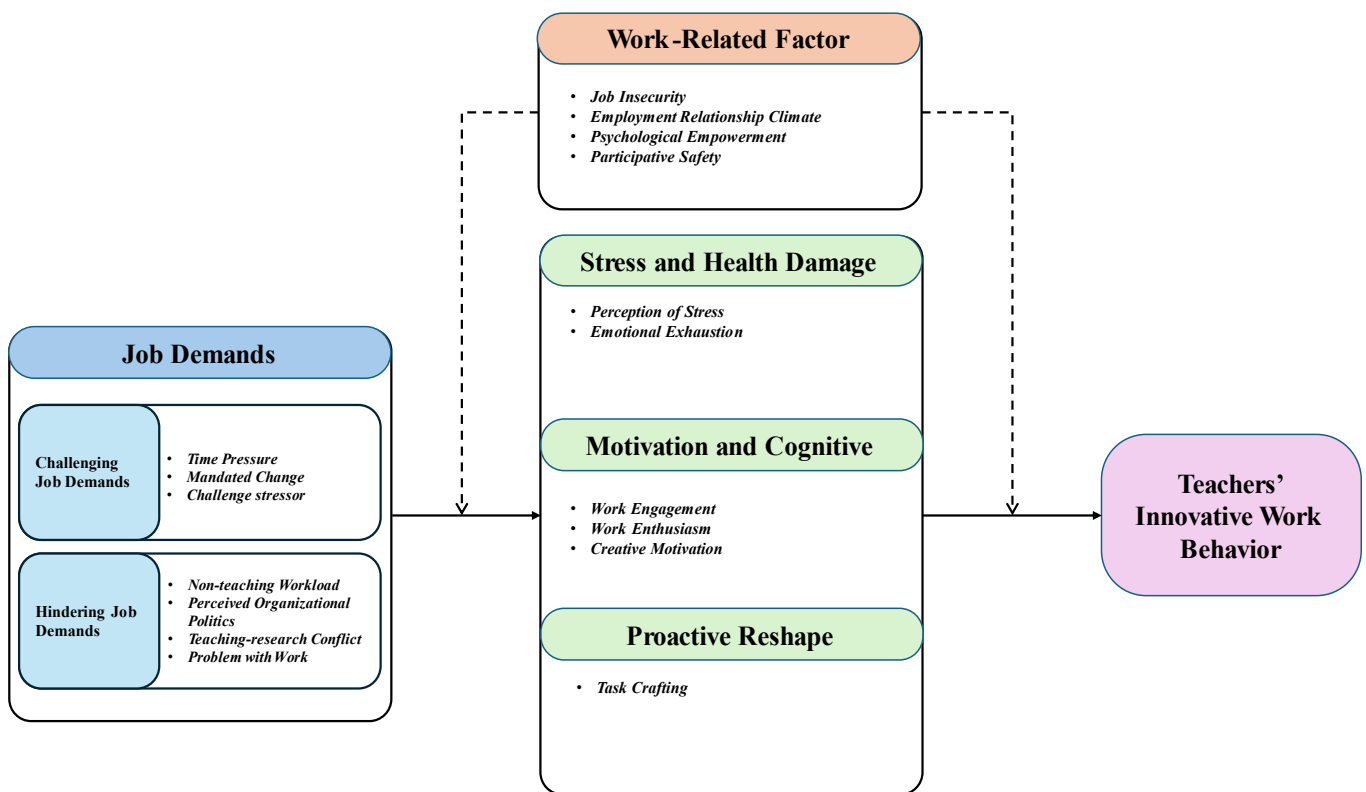 Work-Related Factor
• Job Insecurity
• Employment Relationship Climate
• Psychological Empowerment
• Participative Safety
Stress and Health Damage
• Perception of Stress
• Emotional Exhaustion
Job Demands
Challenging
Job Demands
• Time Pressure
• Mandated Change
• Challenge stressor
Hindering Job
Demands
• Non-teaching Workload
• Perceived Organizational
Politics
• Teaching-research Conflict
• Problem with Work
Motivation and Cognitive
• Work Engagement
• Work Enthusiasm
• Creative Motivation
Proactive Reshape
• Task Crafting
Teachers’
Innovative Work
Behavior